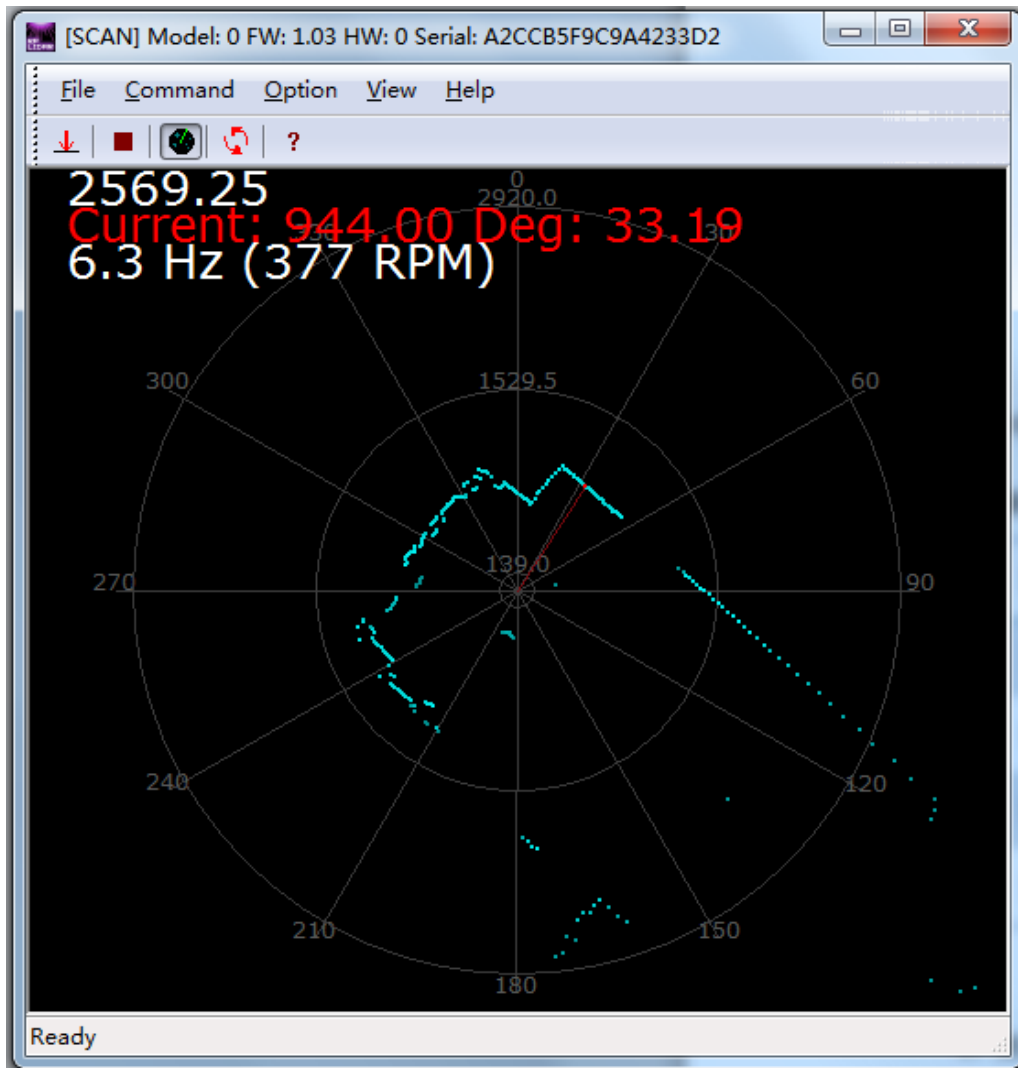 [SCAN] Model: 0 FW: 1.03 HW: 0 Serial: A2CCB5F9C9A4233D2
File Command Option View Help
?
2569.25
0
2920.0
Current: 944.00 Deg: 33.19
330 30
6.3 Hz (377 RPM)
300 1529.5 60
139.0
270 90
240 120
210 150
180
Ready